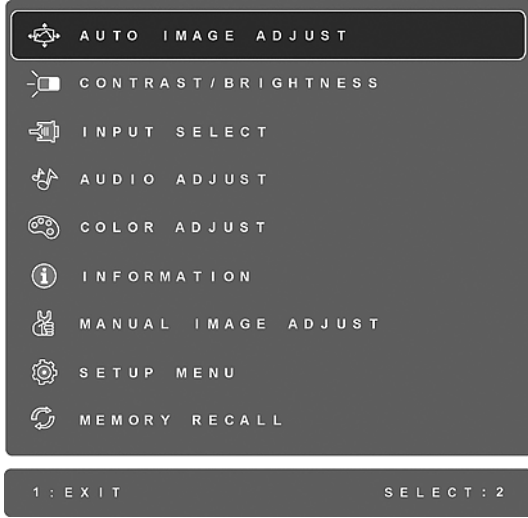 AUTO IMAGE ADJUST
CONTRAST/BRIGHTNESS
INPUT SELECT
AUDIO ADJUST
COLOR ADJUST
INFORMATION
MANUAL IMAGE ADJUST
SETUP MENU
MEMORY RECALL
1:EXIT SELECT:2